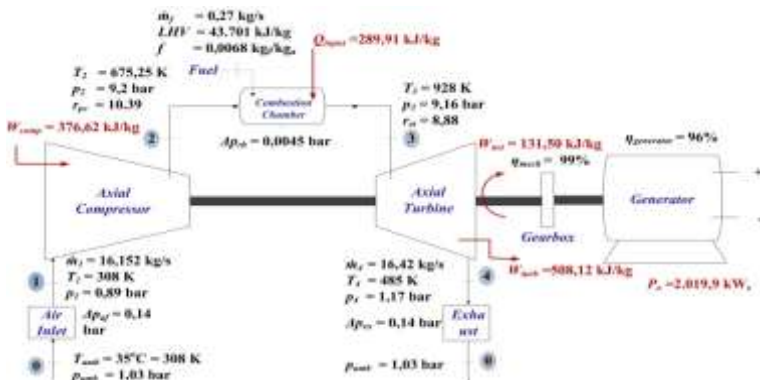 ṁf = 0,27 kg/s
LHV = 43.701 kJ/kg
f = 0,0068 kgf/kga
Qinput =289,91 kJ/kg
Fuel
T2 = 675,25 K
p2 = 9,2 bar
rpc = 10.39
Combustion
Chamber
T3 = 928 K
p3 = 9,16 bar
ret = 8,88
Wcomp = 376,62 kJ/kg
2
Δpcb = 0,0045 bar
3
Wnet = 131,50 kJ/kg
ηmech = 99%
ηgenerator = 96%
Axial
Compressor
Axial
Turbine
Generator
Gearbox
ṁ1 = 16,152 kg/s
T1 = 308 K
p1 = 0,89 bar
1
ṁ4 = 16,42 kg/s
T4 = 485 K
p4 = 1,17 bar
4
Wturb =508,12 kJ/kg
Pe =2.019,9 kWe
Air
Inlet
Δpaf = 0,14
bar
Δpex = 0,14 bar
Exha
ust
0
Tamb = 35°C = 308 K
pamb = 1,03 bar
pamb = 1,03 bar
0